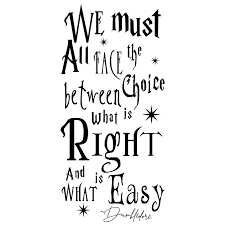 WE must
All FACE the
Choice
between
what is
RIGHT
And is
WHAT Easy
Dumbledore